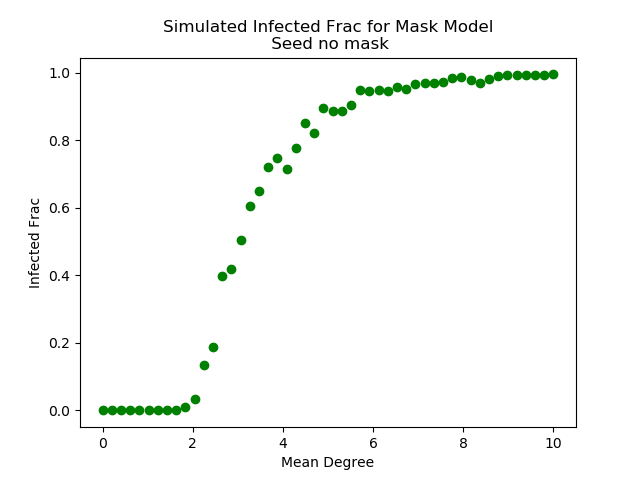 Simulated Infected Frac for Mask Model
Seed no mask
1.0
0.8
0.6
0.4
0.2
0.0
Infected Frac
0 2 4 6 8 10
Mean Degree